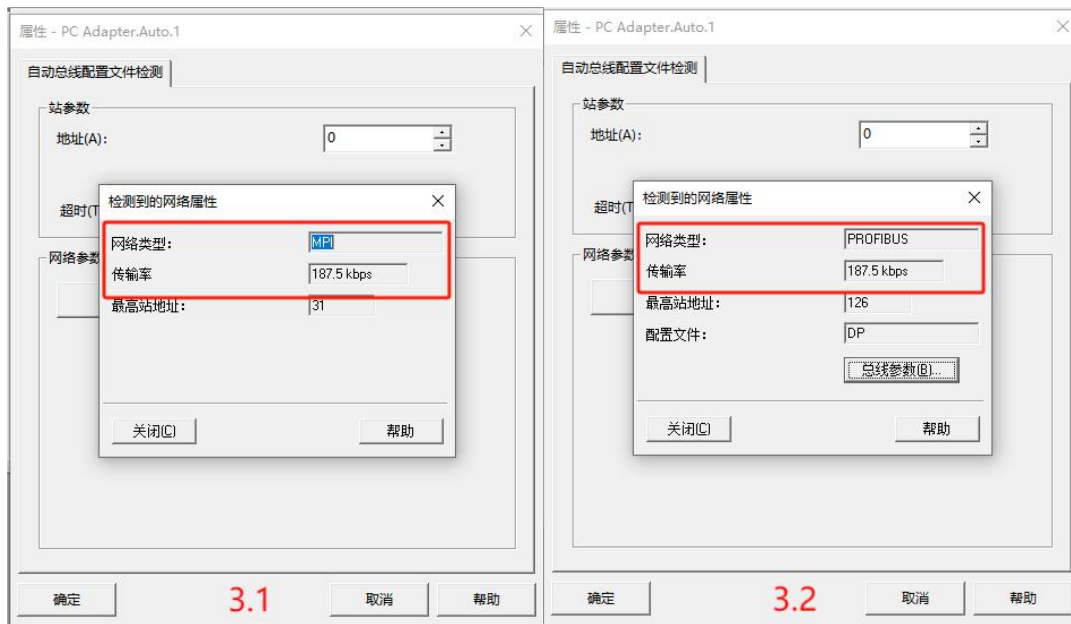 属性 - PC Adapter.Auto.1
自动总线配置文件检测
站参数
地址(A):
0
超时(T
检测到的网络属性
网络类型:
MPI
传输率
187.5 kbps
最高站地址:
31
网络参数
关闭(C)
帮助
确定
3.1
取消
帮助
属性 - PC Adapter.Auto.1
自动总线配置文件检测
站参数
地址(A):
0
超时(T
检测到的网络属性
网络类型:
PROFIBUS
传输率
187.5 kbps
最高站地址:
126
配置文件:
DP
总线参数(B)...
网络参数
关闭(C)
帮助
确定
3.2
取消
帮助